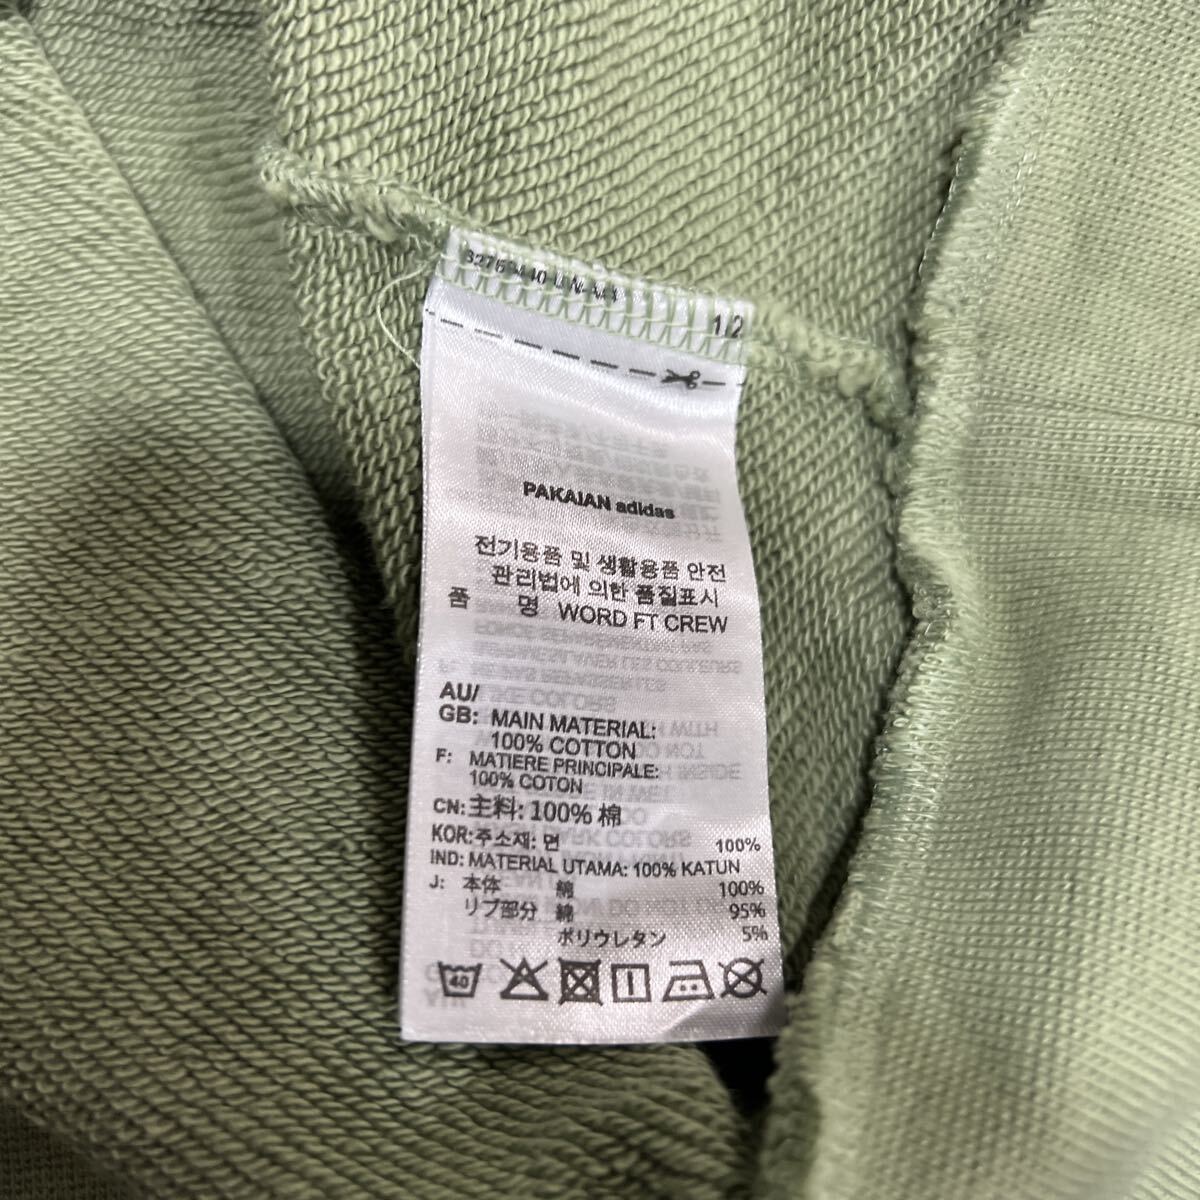 1/2
PAKAIAN adidas
전기용품 및 생활용품 안전
관리법에 의한 품질표시
품 명 WORD FT CREW
AU/
GB: MAIN MATERIAL:
100% COTTON
F: MATIERE PRINCIPALE:
100% COTON
CN: 主料: 100% 棉
KOR: 주소재: 면 100%
IND: MATERIAL UTAMA: 100% KATUN
J: 本体 綿 100%
リブ部分 綿 95%
ポリウレタン 5%
40